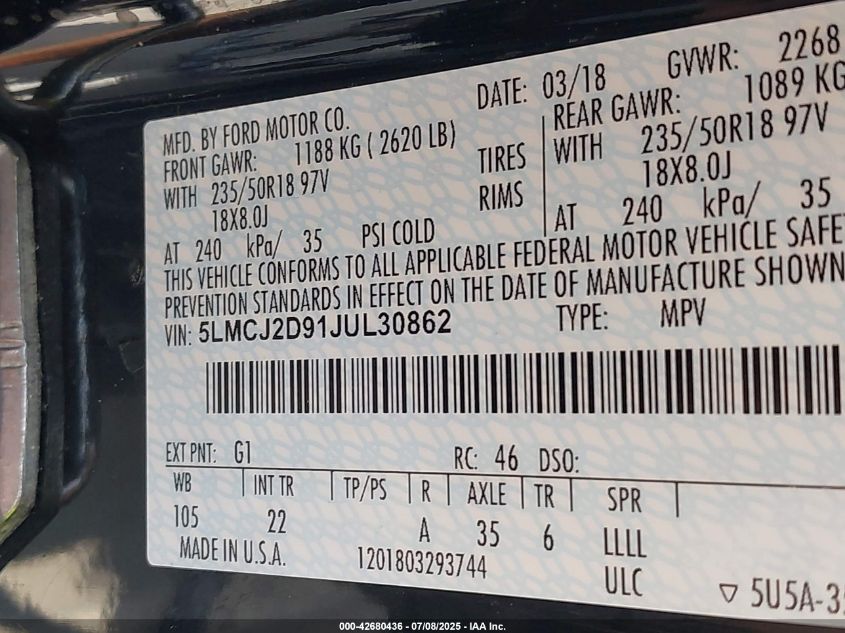 MFD. BY FORD MOTOR CO. DATE: 03/18 GVWR: 2268
FRONT GAWR: 1188 KG ( 2620 LB) REAR GAWR: 1089 KG
WITH 235/50R18 97V TIRES WITH 235/50R18 97V
18X8.0J RIMS 18X8.0J
AT 240 kPa/ 35 PSI COLD AT 240 kPa/ 35
THIS VEHICLE CONFORMS TO ALL APPLICABLE FEDERAL MOTOR VEHICLE SAFE
PREVENTION STANDARDS IN EFFECT ON THE DATE OF MANUFACTURE SHOWN
VIN: 5LMCJ2D91JUL30862 TYPE: MPV
EXT PNT: G1 RC: 46 DSO:
WB INT TR TP/PS R AXLE TR SPR
105 22 A 35 6 LLLL
MADE IN U.S.A. 1201803293744 ULC
▽ 5U5A-35
000-42680436 - 07/08/2025 - IAA Inc.